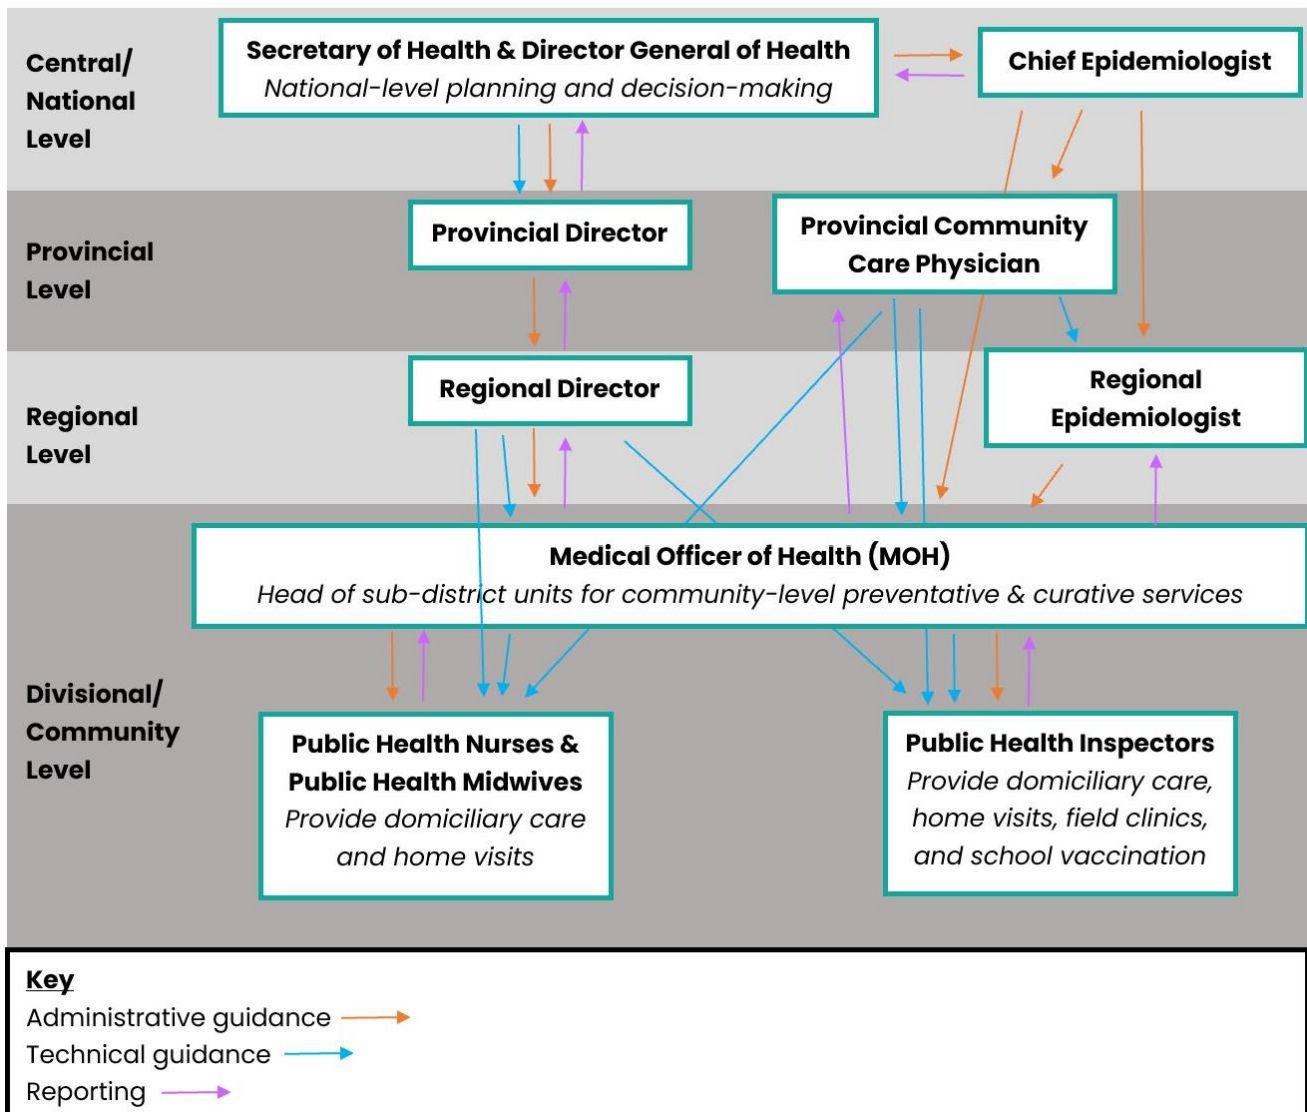 Central/
National
Level
Secretary of Health & Director General of Health
National-level planning and decision-making
Chief Epidemiologist
Provincial
Level
Provincial Director
Provincial Community
Care Physician
Regional
Level
Regional Director
Regional
Epidemiologist
Divisional/
Community
Level
Medical Officer of Health (MOH)
Head of sub-district units for community-level preventative & curative services
Public Health Nurses &
Public Health Midwives
Provide domiciliary care
and home visits
Public Health Inspectors
Provide domiciliary care,
home visits, field clinics,
and school vaccination
Key
Administrative guidance
Technical guidance
Reporting